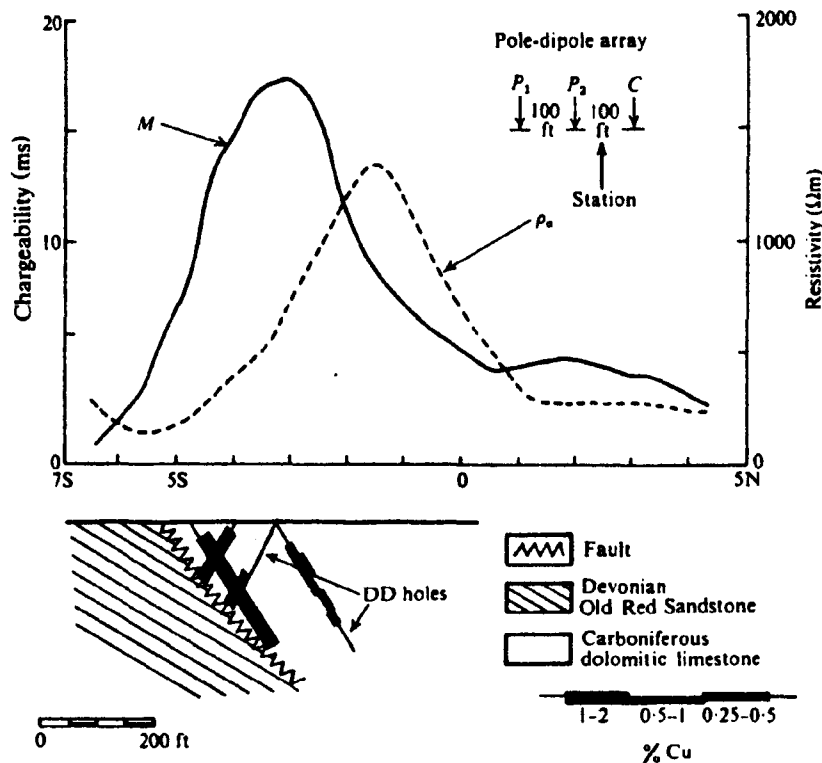 20
2000
Pole-dipole array
P₁ P₂ C
100 ft 100 ft
Station
M
ρₐ
Chargeability (ms)
10
1000
Resistivity (Ωm)
0
0
7S 5S 0 5N
DD holes
Fault
Devonian
Old Red Sandstone
Carboniferous
dolomitic limestone
0 200 ft
1-2 0·5-1 0·25-0·5
% Cu